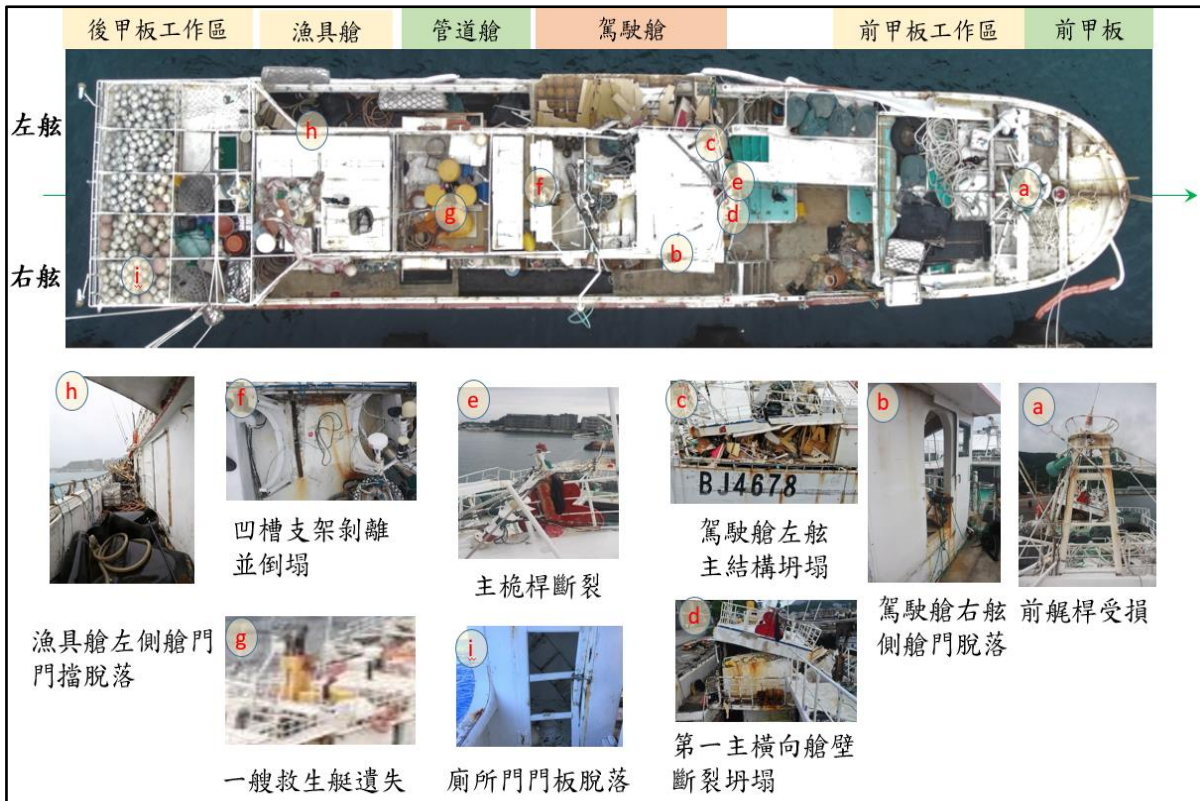 後甲板工作區 漁具艙 管道艙 駕駛艙 前甲板工作區 前甲板
左舷
右舷
h
c
e
a
f
g
d
b
i
h
f
e
c
b
a
BJ4678
凹槽支架剝離
並倒塌
主桅桿斷裂
駕駛艙左舷
主結構坍塌
駕駛艙右舷
側艙門脫落
前艉桿受損
漁具艙左側艙門
門擋脫落
g
i
d
一艘救生艇遺失
廁所門門板脫落
第一主橫向艙壁
斷裂坍塌